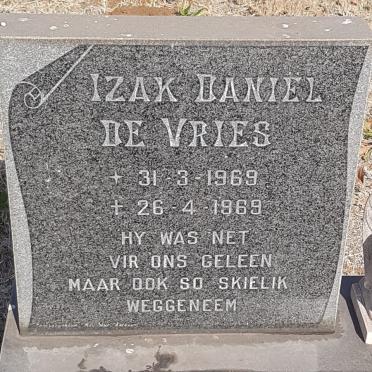 IZAK DANIEL
DE VRIES
+ 31-3-1969
+ 26-4-1969
HY WAS NET
VIR ONS GELEEN
MAAR OOK SO SKIELIK
WEGGENEEM